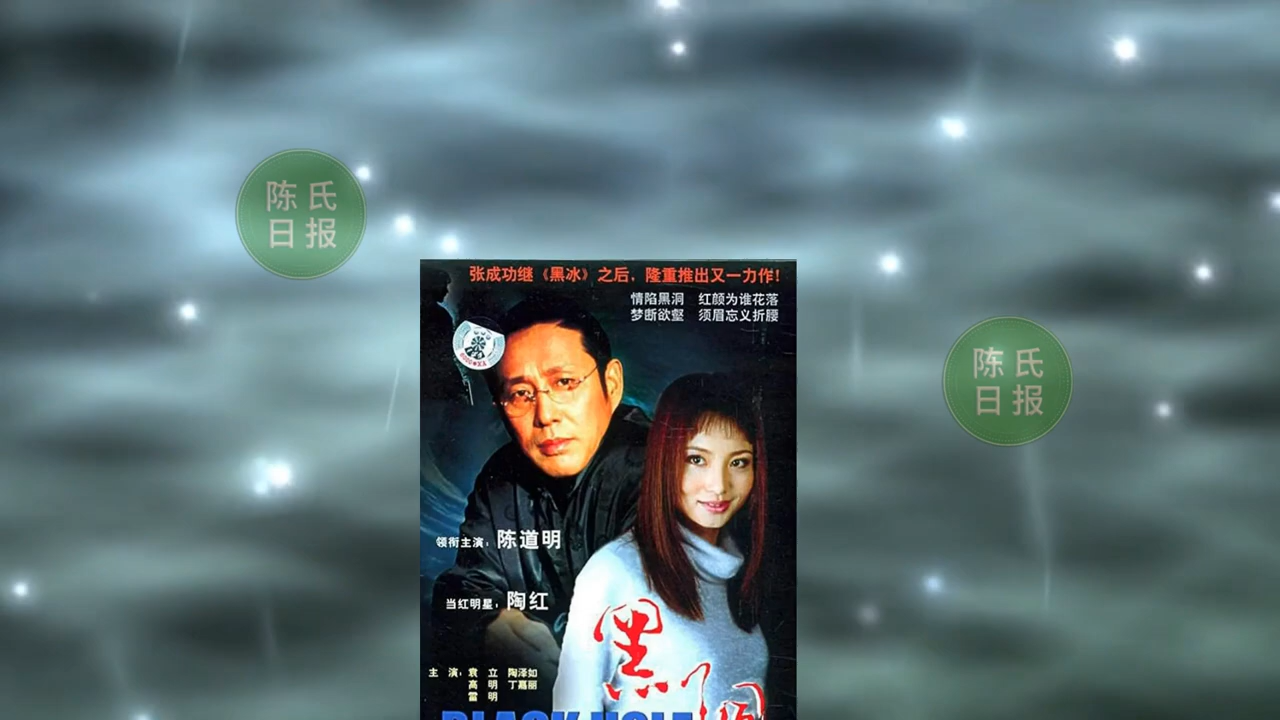 陈氏
日报
张成功继《黑冰》之后，隆重推出又一力作！
情陷黑洞 红颜为谁花落
梦断欲壑 须眉忘义折腰
陈氏
日报
领衔主演：陈道明
当红明星：陶红
主 演：袁 立 陶泽如
高 明 丁嘉丽
雷 明
黑洞
BLACK HOLE